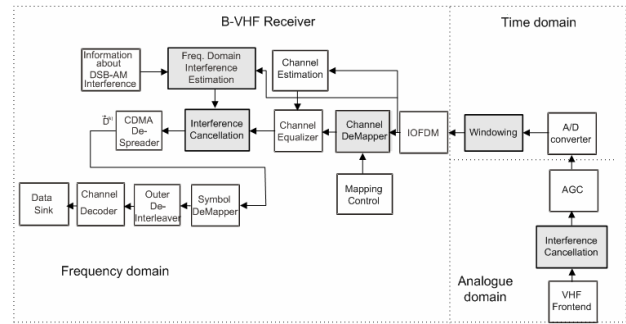 B-VHF Receiver
Time domain
Information
about
DSB-AM
Interference
Freq. Domain
Interference
Estimation
Channel
Estimation
CDMA
De-
Spreader
Interference
Cancellation
Channel
Equalizer
Channel
DeMapper
IOFDM
Windowing
A/D
converter
Data
Sink
Channel
Decoder
Outer
De-
Interleaver
Symbol
DeMapper
Mapping
Control
AGC
Interference
Cancellation
VHF
Frontend
Frequency domain
Analogue
domain